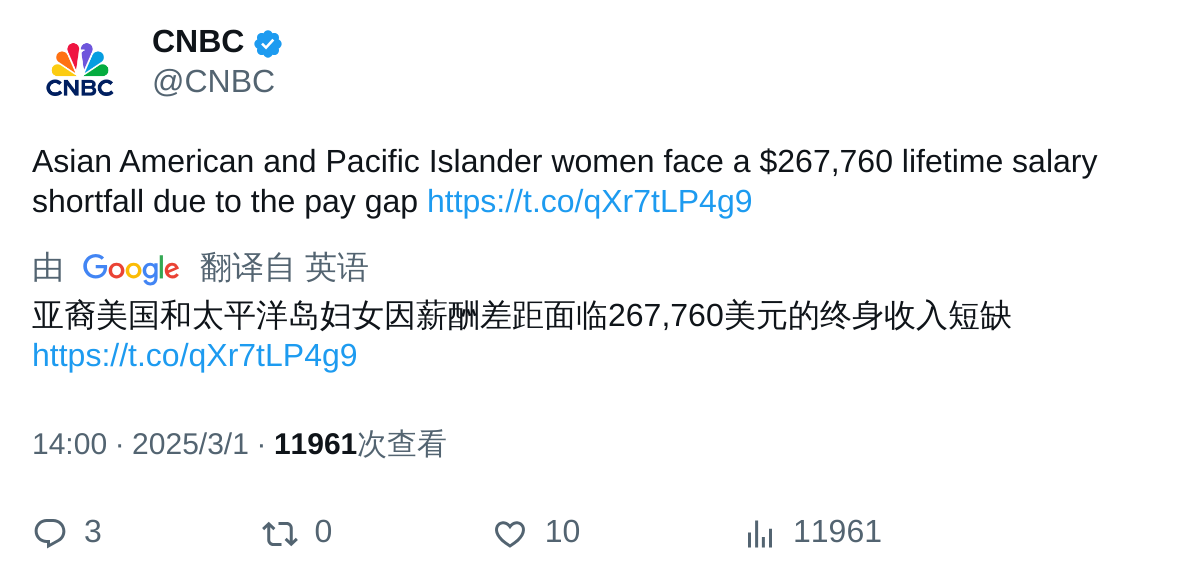 CNBC
CNBC
@CNBC
Asian American and Pacific Islander women face a $267,760 lifetime salary
shortfall due to the pay gap https://t.co/qXr7tLP4g9
由 Google 翻译自 英语
亚裔美国和太平洋岛妇女因薪酬差距面临267,760美元的终身收入短缺
https://t.co/qXr7tLP4g9
14:00 · 2025/3/1 · 11961次查看
3 0 10 11961